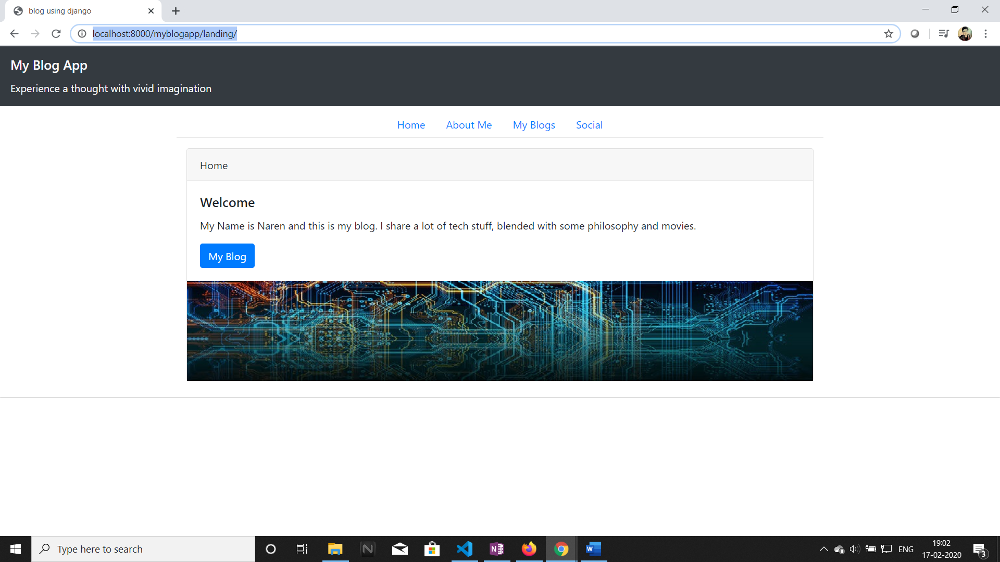 blog using django
localhost:8000/myblogapp/landing/
My Blog App
Experience a thought with vivid imagination
Home About Me My Blogs Social
Home
Welcome
My Name is Naren and this is my blog. I share a lot of tech stuff, blended with some philosophy and movies.
My Blog
Type here to search
N
N
W
ENG
19:02
17-02-2020
3